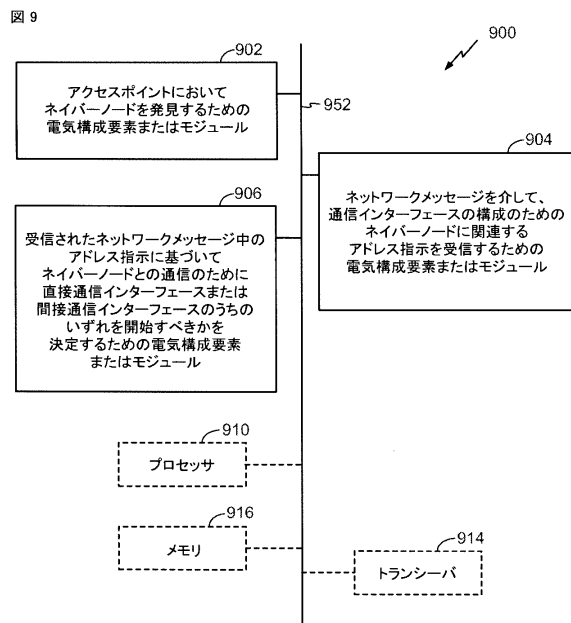 図 9
900
902
アクセスポイントにおいて
ネイバーノードを発見するための
電気構成要素またはモジュール
952
904
ネットワークメッセージを介して、
通信インターフェースの構成のための
ネイバーノードに関連する
アドレス指示を受信するための
電気構成要素またはモジュール
906
受信されたネットワークメッセージ中の
アドレス指示に基づいて
ネイバーノードとの通信のために
直接通信インターフェースまたは
間接通信インターフェースのうちの
いずれを開始すべきかを
決定するための電気構成要素
またはモジュール
910
プロセッサ
916
メモリ
914
トランシーバ